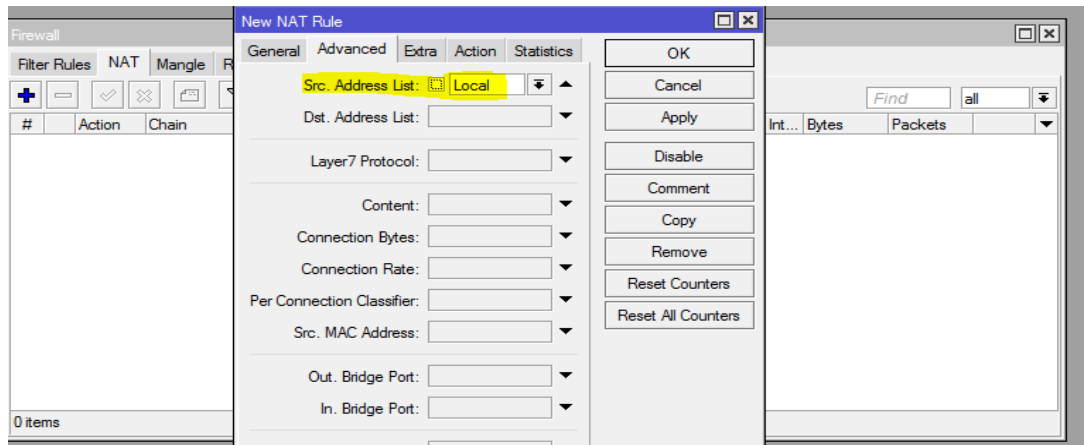 Firewall
Filter Rules NAT Mangle R
Find all
# Action Chain Int... Bytes Packets
0 items
New NAT Rule
General Advanced Extra Action Statistics
Src. Address List: Local
Dst. Address List:
Layer7 Protocol:
Content:
Connection Bytes:
Connection Rate:
Per Connection Classifier:
Src. MAC Address:
Out. Bridge Port:
In. Bridge Port:
OK
Cancel
Apply
Disable
Comment
Copy
Remove
Reset Counters
Reset All Counters